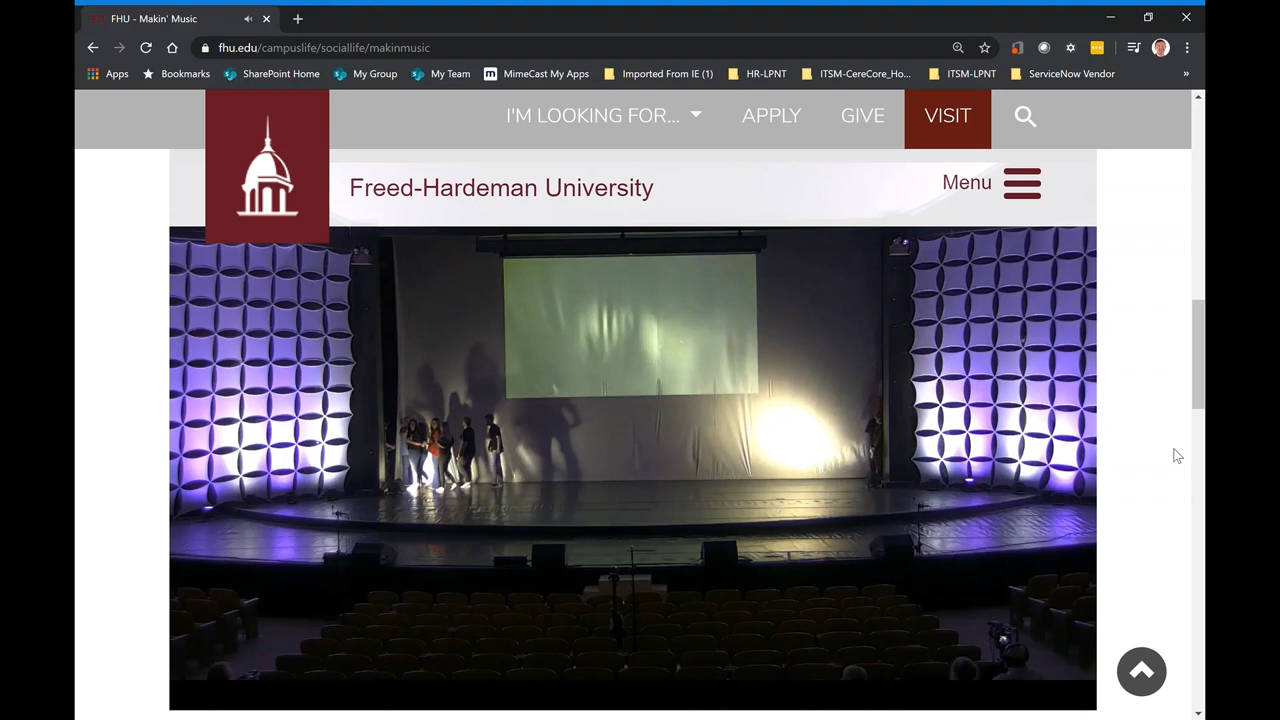 FHU - Makin' Music
fhu.edu/campuslife/sociallife/makinmusic
Apps Bookmarks SharePoint Home My Group My Team MimeCast My Apps Imported From IE (1) HR-LPNT ITSM-CereCore_Ho... ITSM-LPNT ServiceNow Vendor »
I'M LOOKING FOR... APPLY GIVE VISIT
Freed-Hardeman University Menu